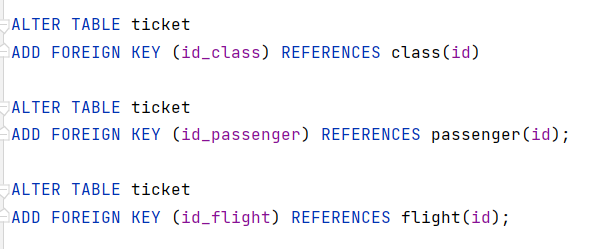 ALTER TABLE ticket
ADD FOREIGN KEY (id_class) REFERENCES class(id)
ALTER TABLE ticket
ADD FOREIGN KEY (id_passenger) REFERENCES passenger(id);
ALTER TABLE ticket
ADD FOREIGN KEY (id_flight) REFERENCES flight(id);